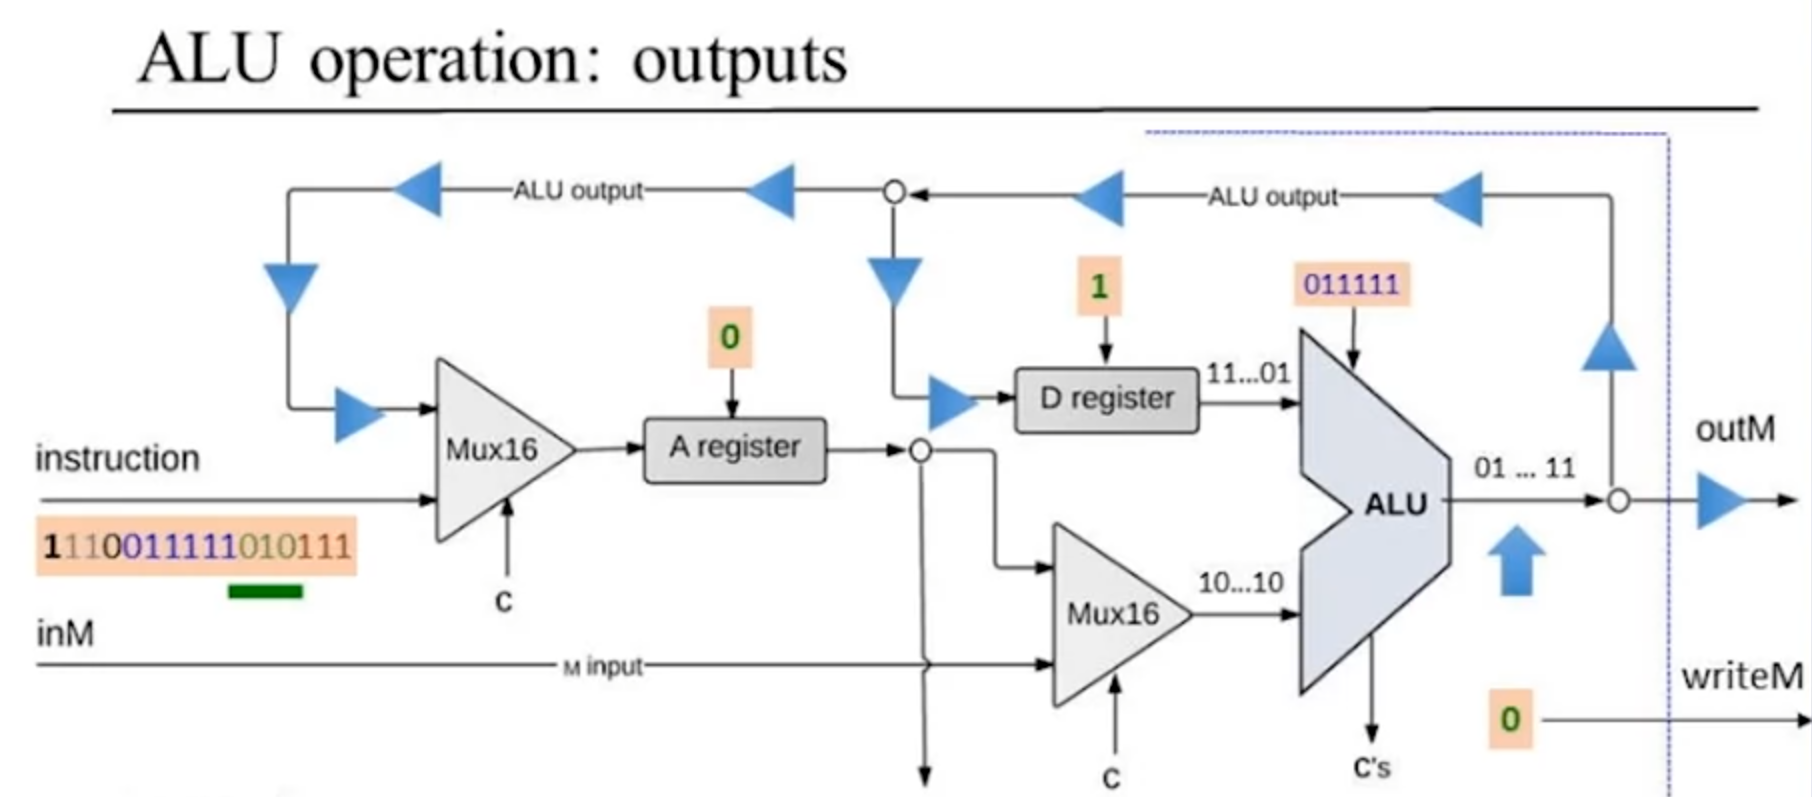 ALU operation: outputs
ALU output
ALU output
1
011111
0
11...01
D register
outM
instruction
Mux16
A register
01 ... 11
ALU
1110011111010111
c
10...10
Mux16
inM
M input
writeM
0
c
c's